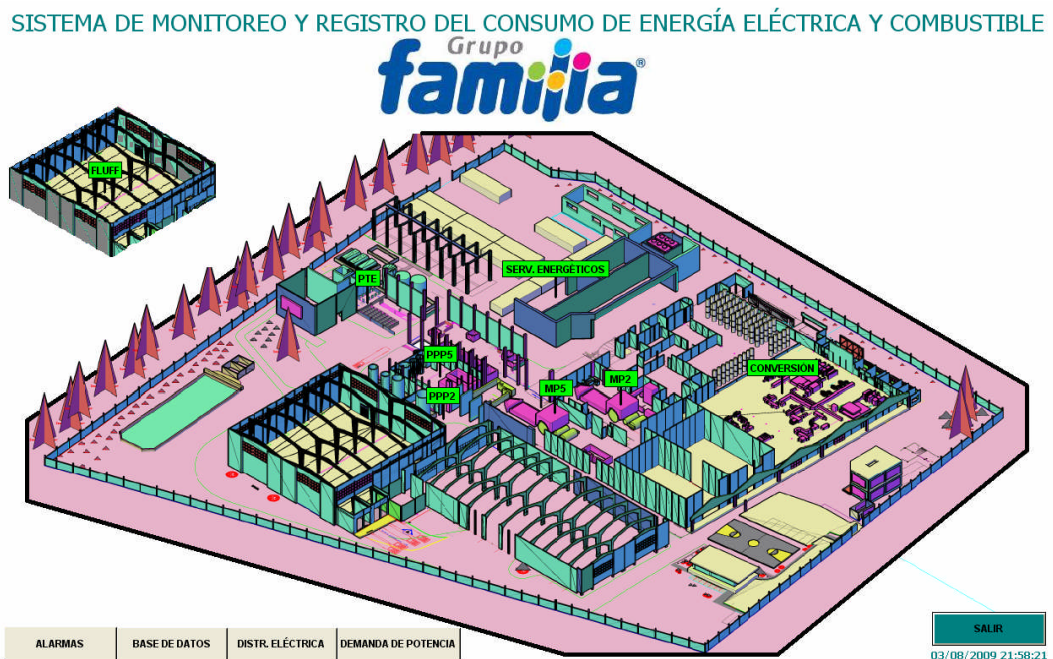 SISTEMA DE MONITOREO Y REGISTRO DEL CONSUMO DE ENERGÍA ELÉCTRICA Y COMBUSTIBLE
Grupo
familia®
FLUFF
SERV. ENERGÉTICOS
PTE
PPP5
CONVERSIÓN
MP2
MP5
PPP2
ALARMAS
BASE DE DATOS
DISTR. ELÉCTRICA
DEMANDA DE POTENCIA
SALIR
03/08/2009 21:58:21